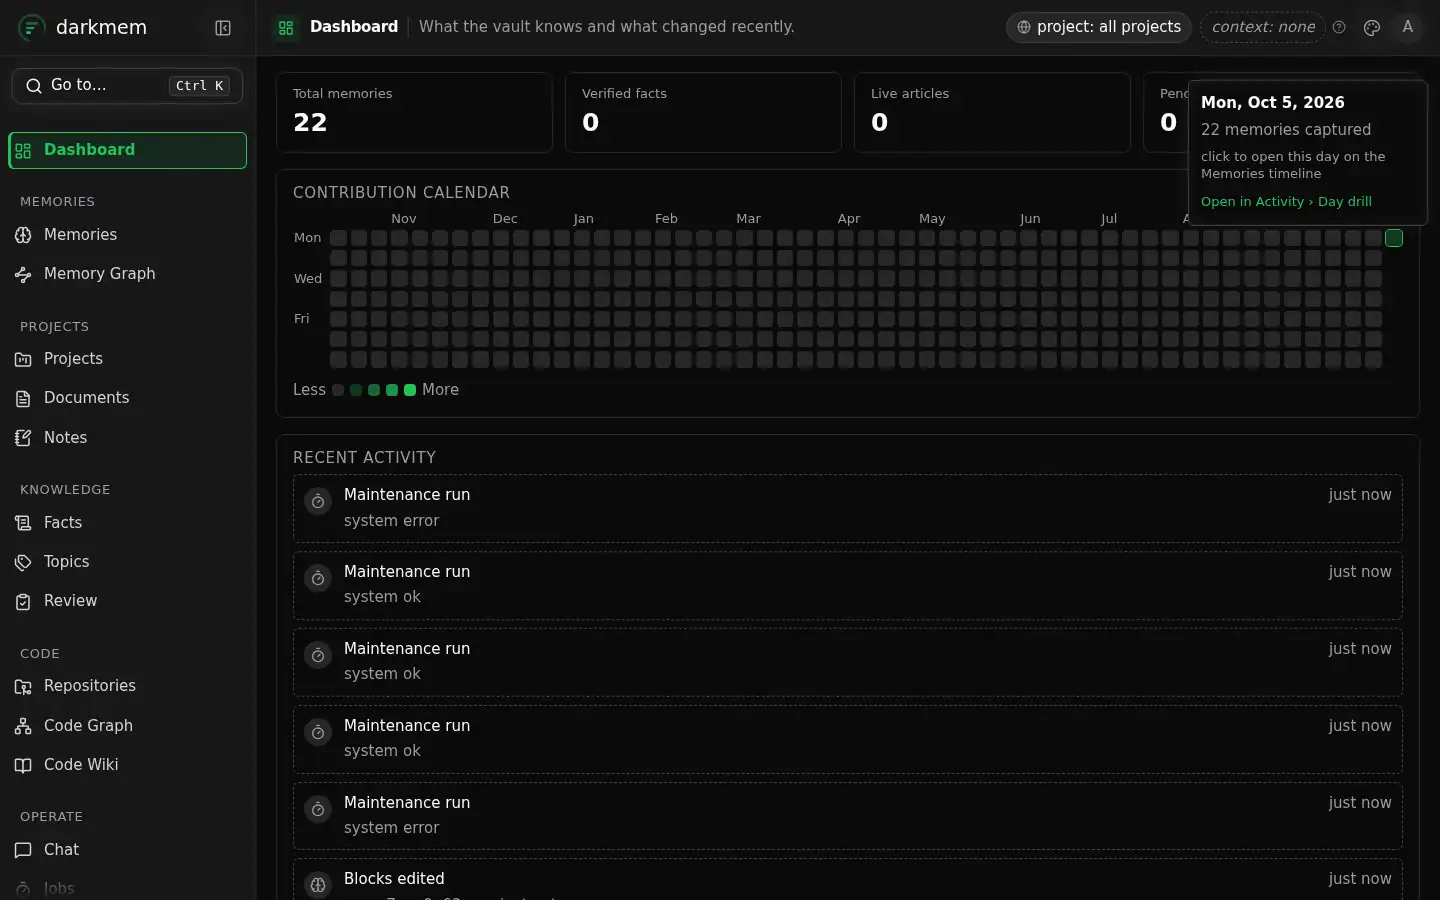 darkmem
Go to...
Ctrl K
Dashboard
MEMORIES
Memories
Memory Graph
PROJECTS
Projects
Documents
Notes
KNOWLEDGE
Facts
Topics
Review
CODE
Repositories
Code Graph
Code Wiki
OPERATE
Chat
Jobs
Dashboard
What the vault knows and what changed recently.
project: all projects
context: none
A
Total memories
22
Verified facts
0
Live articles
0
0
Mon, Oct 5, 2026
22 memories captured
click to open this day on the
Memories timeline
Open in Activity › Day drill
CONTRIBUTION CALENDAR
Nov Dec Jan Feb Mar Apr May Jun Jul
Mon
Wed
Fri
Less More
RECENT ACTIVITY
Maintenance run just now
system error
Maintenance run just now
system ok
Maintenance run just now
system ok
Maintenance run just now
system ok
Maintenance run just now
system error
Blocks edited just now